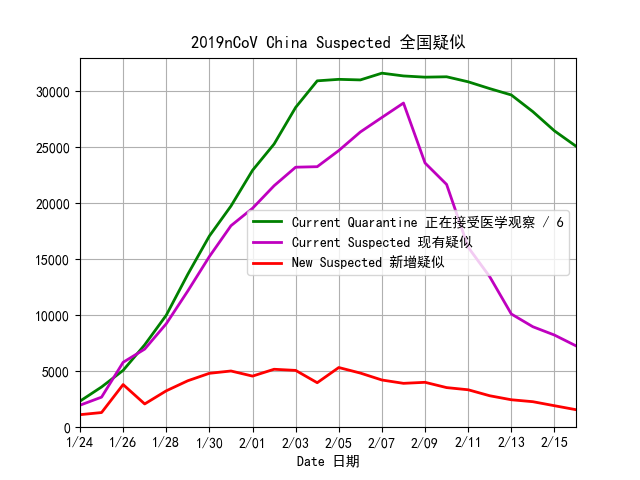 2019nCoV China Suspected 全国疑似
30000
25000
20000
15000
10000
5000
0
Current Quarantine 正在接受医学观察 / 6
Current Suspected 现有疑似
New Suspected 新增疑似
1/24 1/26 1/28 1/30 2/01 2/03 2/05 2/07 2/09 2/11 2/13 2/15
Date 日期